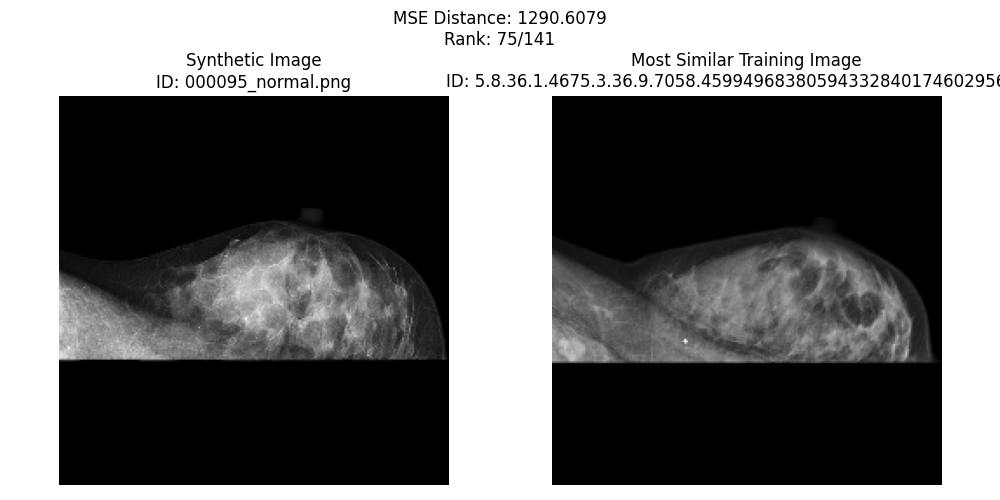 MSE Distance: 1290.6079
Rank: 75/141
Synthetic Image
ID: 000095_normal.png
Most Similar Training Image
ID: 5.8.36.1.4675.3.36.9.7058.45994968380594332840174602956